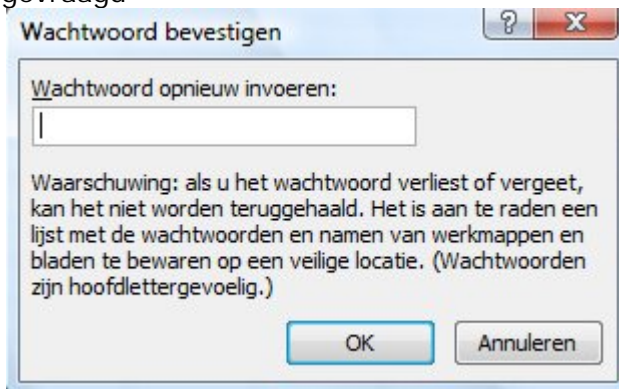 gevraagd
Wachtwoord bevestigen
Wachtwoord opnieuw invoeren:
Waarschuwing: als u het wachtwoord verliest of vergeet,
kan het niet worden teruggehaald. Het is aan te raden een
lijst met de wachtwoorden en namen van werkmappen en
bladen te bewaren op een veilige locatie. (Wachtwoorden
zijn hoofdlettergevoelig.)
OK Annuleren